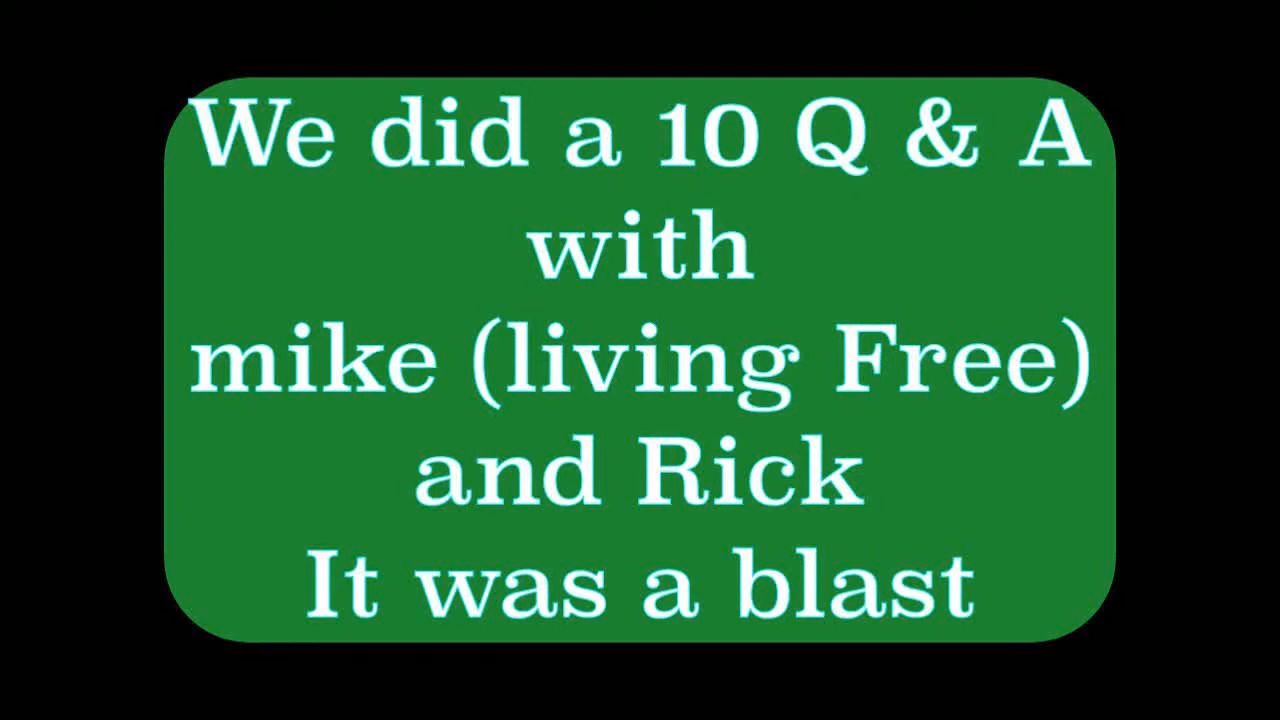 We did a 10 Q & A
with
mike (living Free)
and Rick
It was a blast